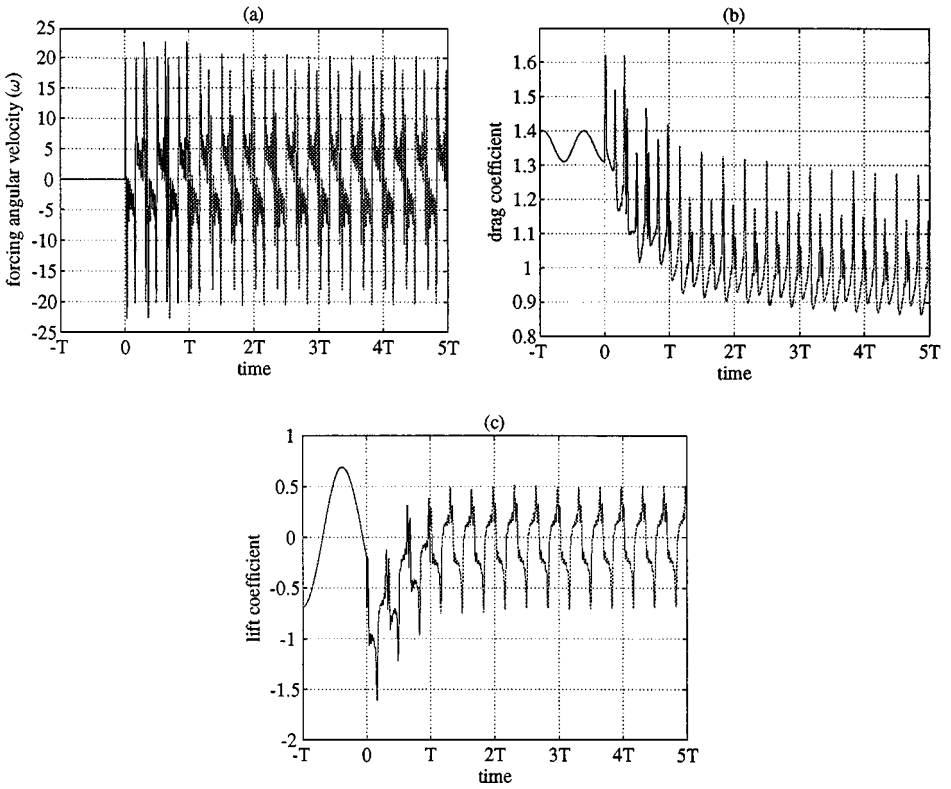 (a)
25
20
15
10
5
0
-5
-10
-15
-20
-25
-T 0 T 2T 3T 4T 5T
time
forcing angular velocity (ω)
(b)
1.6
1.5
1.4
1.3
1.2
1.1
1
0.9
0.8
-T 0 T 2T 3T 4T 5T
time
drag coefficient
(c)
1
0.5
0
-0.5
-1
-1.5
-2
-T 0 T 2T 3T 4T 5T
time
lift coefficient